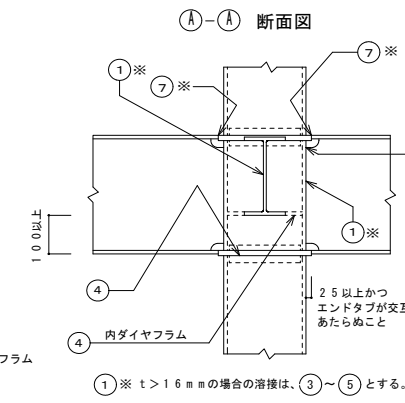 Ⓐ-Ⓐ 断面図
⑦※
①※
⑦※
100以上
①※
④
25以上かつ
エンドタブが交互
あたらぬこと
内ダイヤフラム
④
フラム
①※ t>16mmの場合の溶接は、③~⑤とする。